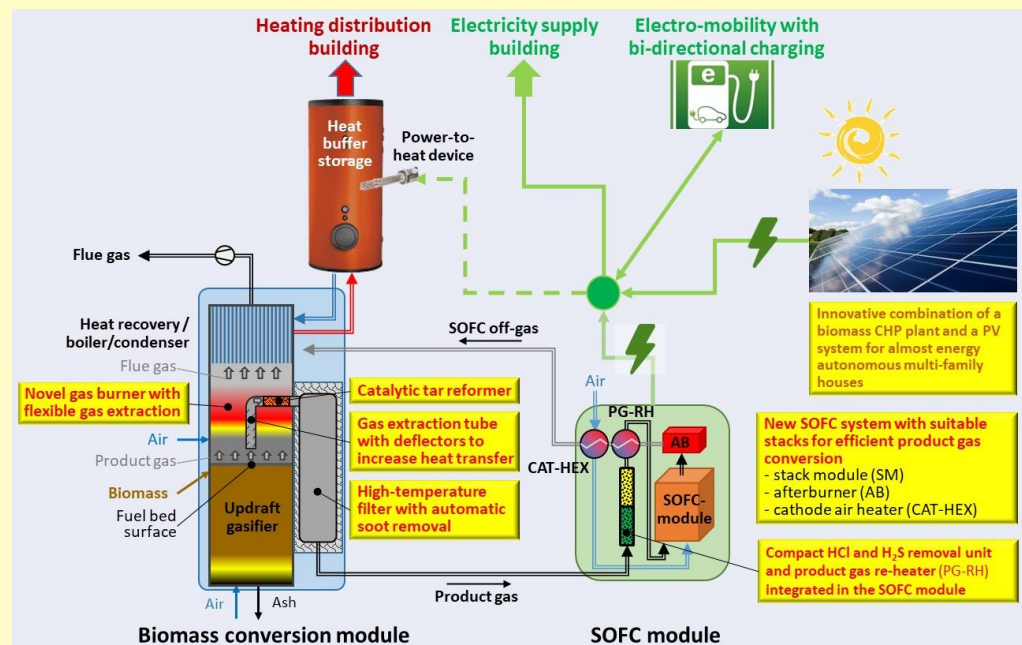 Heating distribution
building
Electricity supply
building
Electro-mobility with
bi-directional charging
e
Heat
buffer
storage
Power-to-
heat device
Flue gas
Heat recovery /
boiler/condenser
Flue gas
Novel gas burner with
flexible gas extraction
Air
Product gas
Biomass
Fuel bed
surface
Updraft
gasifier
Air
Ash
Biomass conversion module
Catalytic tar reformer
Gas extraction tube
with deflectors to
increase heat transfer
High-temperature
filter with automatic
soot removal
SOFC off-gas
Product gas
Air
PG-RH
CAT-HEX
AB
SOFC-
module
SOFC module
Innovative combination of a
biomass CHP plant and a PV
system for almost energy
autonomous multi-family
houses
New SOFC system with suitable
stacks for efficient product gas
conversion
- stack module (SM)
- afterburner (AB)
- cathode air heater (CAT-HEX)
Compact HCl and H₂S removal unit
and product gas re-heater (PG-RH)
integrated in the SOFC module